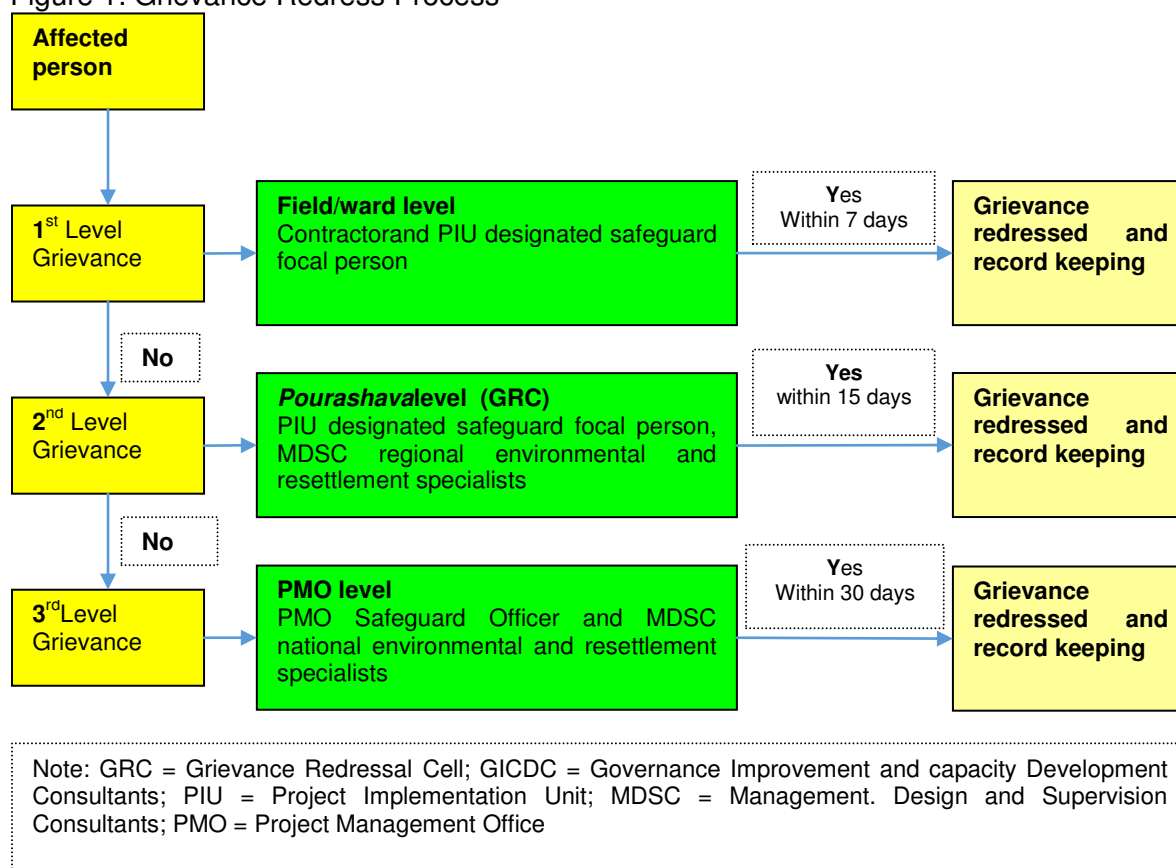 Figure 1: Grievance Redress Process
Affected
person
1st Level
Grievance
Field/ward level
Contractorand PIU designated safeguard
focal person
Yes
Within 7 days
Grievance
redressed and
record keeping
No
2nd Level
Grievance
Pourashavalevel (GRC)
PIU designated safeguard focal person,
MDSC regional environmental and
resettlement specialists
Yes
within 15 days
Grievance
redressed and
record keeping
No
3rdLevel
Grievance
PMO level
PMO Safeguard Officer and MDSC
national environmental and resettlement
specialists
Yes
Within 30 days
Grievance
redressed and
record keeping
Note: GRC = Grievance Redressal Cell; GICDC = Governance Improvement and capacity Development
Consultants; PIU = Project Implementation Unit; MDSC = Management. Design and Supervision
Consultants; PMO = Project Management Office